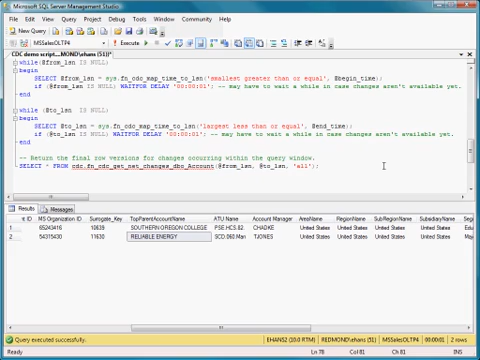 Microsoft SQL Server Management Studio
File Edit View Query Project Debug Tools Window Community Help
New Query
MSSalesOLTP4 Execute
CDC demo script....MOND\ehans (51))*
while(@from_lsn IS NULL)
begin
SELECT @from_lsn = sys.fn_cdc_map_time_to_lsn('smallest greater than or equal', @begin_time);
if (@from_lsn IS NULL) WAITFOR DELAY '00:00:01'; -- may have to wait a while in case changes aren't available yet.
end
while (@to_lsn IS NULL)
begin
SELECT @to_lsn = sys.fn_cdc_map_time_to_lsn('largest less than or equal', @end_time);
if (@to_lsn IS NULL) WAITFOR DELAY '00:00:01'; -- may have to wait a while in case changes aren't available yet.
end
-- Return the final row versions for changes occurring within the query window.
SELECT * FROM cdc.fn_cdc_get_net_changes_dbo_Account(@from_lsn, @to_lsn, 'all');
Results Messages
t ID MS Organization ID Surogate_Key TopParentAccountName ATU Name Account Manager AreaName RegionName SubRegionName SubsidiaryName Seg
1 65243416 10639 SOUTHERN OREGON COLLEGE PSE.HCS.82. CHADKE United States United States United States United States Edu
2 54315430 11630 RELIABLE ENERGY SCD.060.Man TJONES United States United States United States United States Ma
Query executed successfully. EHANS2 (10.0 RTM) REDMOND\ehans (51) MSSalesOLTP4 00:00:01 2 rows
Ready Ln 78 Col 81 Ch 81 INS